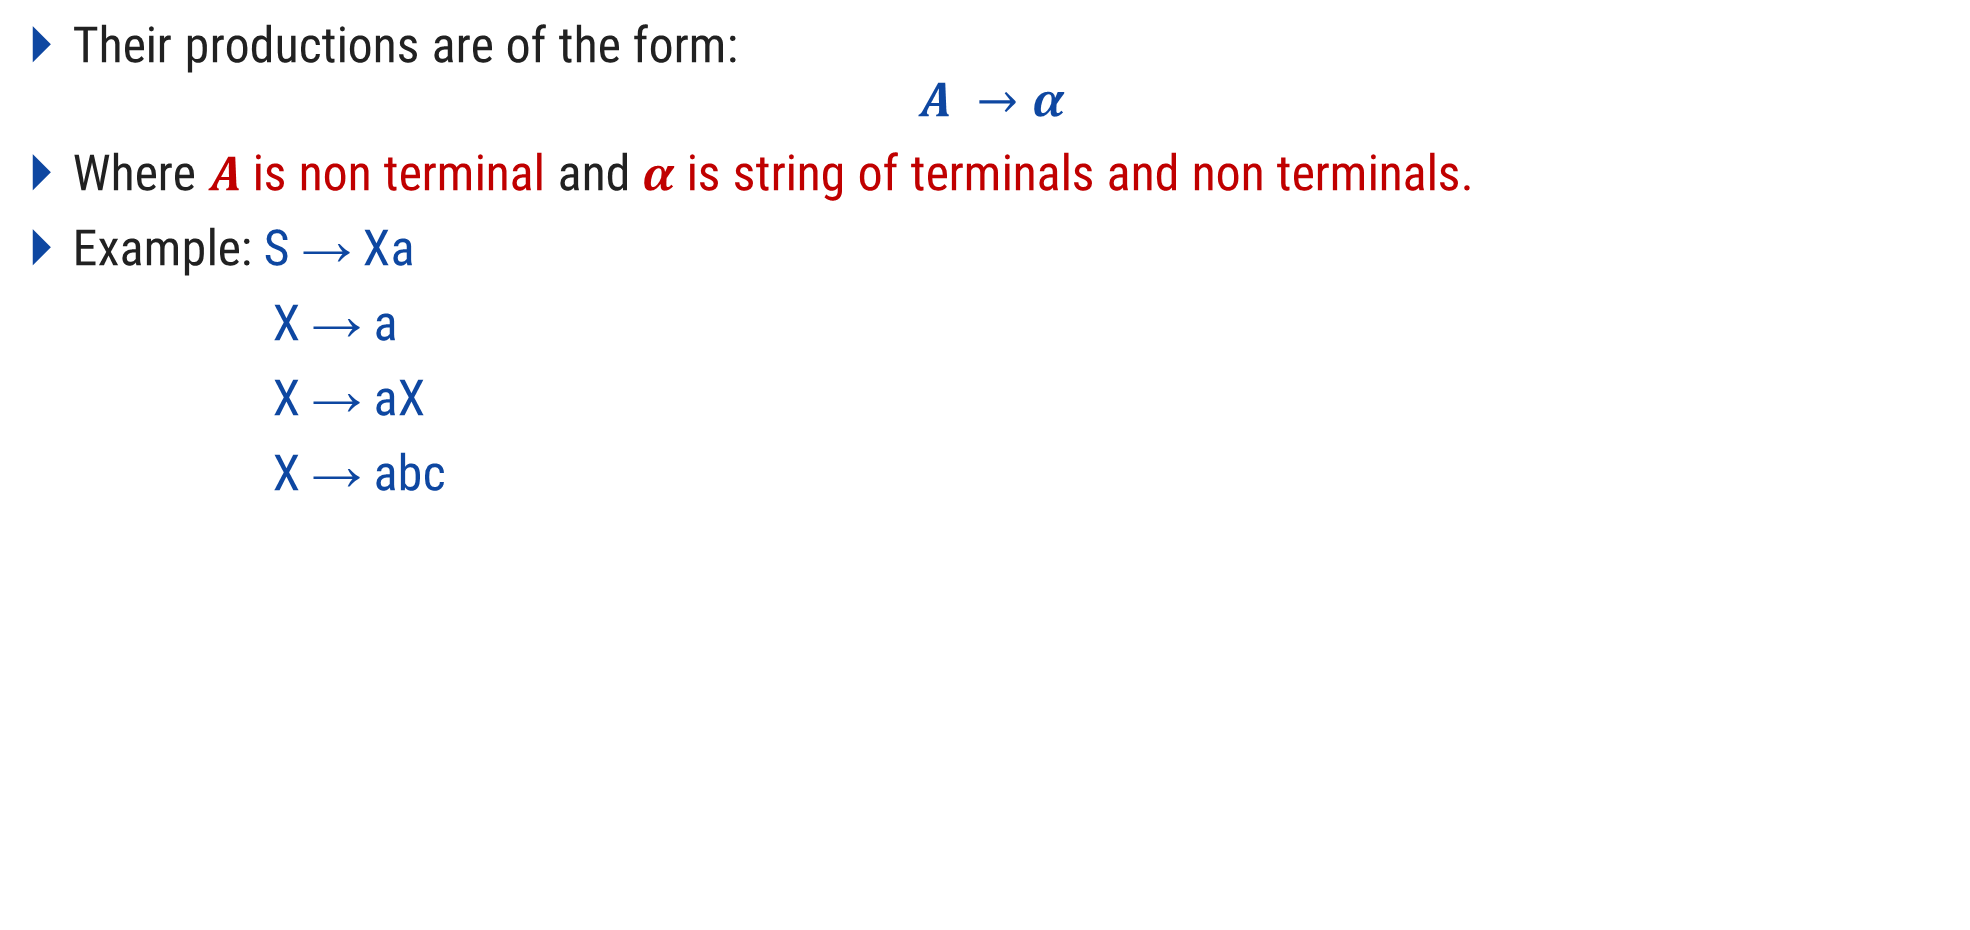 Their productions are of the form:
A → α
Where A is non terminal and α is string of terminals and non terminals.
Example: S ⟶ Xa
X ⟶ a
X ⟶ aX
X ⟶ abc